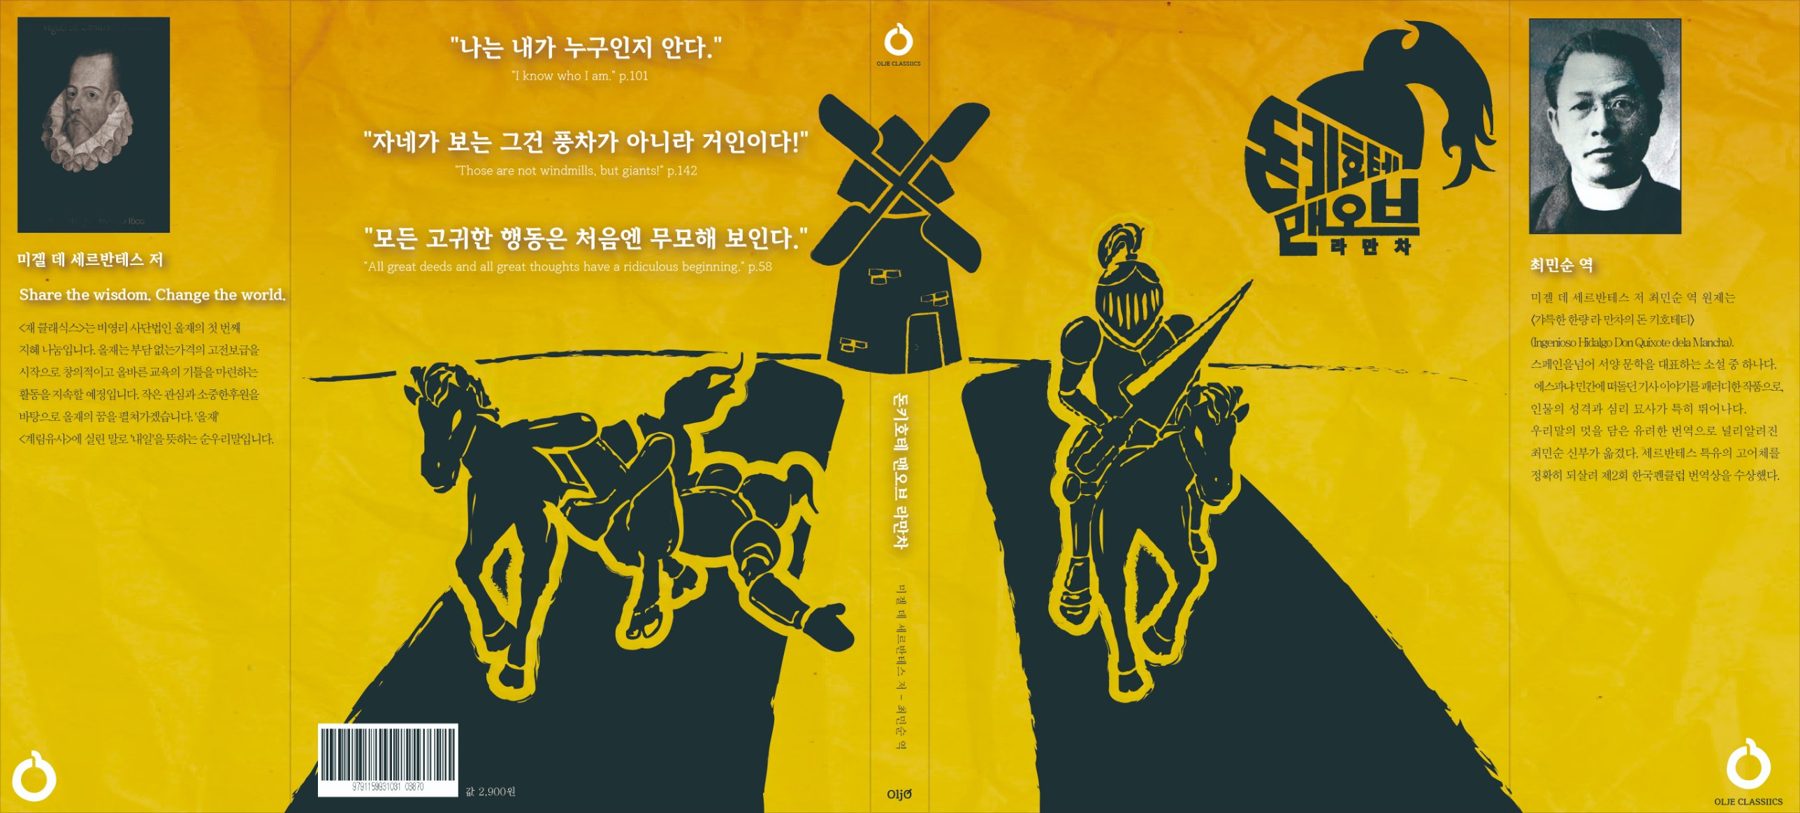 미겔 데 세르반테스 저
Share the wisdom. Change the world.
<재 클래식스>는 비영리 사단법인 올재의 첫 번째
지혜 나눔입니다. 올재는 부담 없는가격의 고전보급을
시작으로 창의적이고 올바른 교육의 기틀을 마련하는
활동을 지속할 예정입니다. 작은 관심과 소중한후원을
바탕으로 올재의 꿈을 펼쳐가겠습니다. '올재'
<계림유사>에 실린 말로 '내일'을 뜻하는 순우리말입니다.
"나는 내가 누구인지 안다."
"I know who I am." p.101
"자네가 보는 그건 풍차가 아니라 거인이다!"
"Those are not windmills, but giants!" p.142
"모든 고귀한 행동은 처음엔 무모해 보인다."
"All great deeds and all great thoughts have a ridiculous beginning." p.58
9791159931031 03870
값 2,900원
OLJE CLASSIICS
돈키호테 맨오브 라만차
미겔 데 세르반테스 저 - 최민순 역
Olje
돈키호테
맨오브
라만차
최민순 역
미겔 데 세르반테스 저 최민순 역 원제는
<갸특한 한량 라 만차의 돈 키호테티>
(Ingenioso Hidalgo Don Quixote dela Mancha).
스페인을넘어 서양 문학을 대표하는 소설 중 하나다.
에스파냐 민간에 떠돌던 기사 이야기를 패러디한 작품으로,
인물의 성격과 심리 묘사가 특히 뛰어나다.
우리말의 멋을 담은 유려한 번역으로 널리알려진
최민순 신부가 옮겼다. 세르반테스 특유의 고어체를
정확히 되살려 제2회 한국펜클럽 번역상을 수상했다.
OLJE CLASSIICS